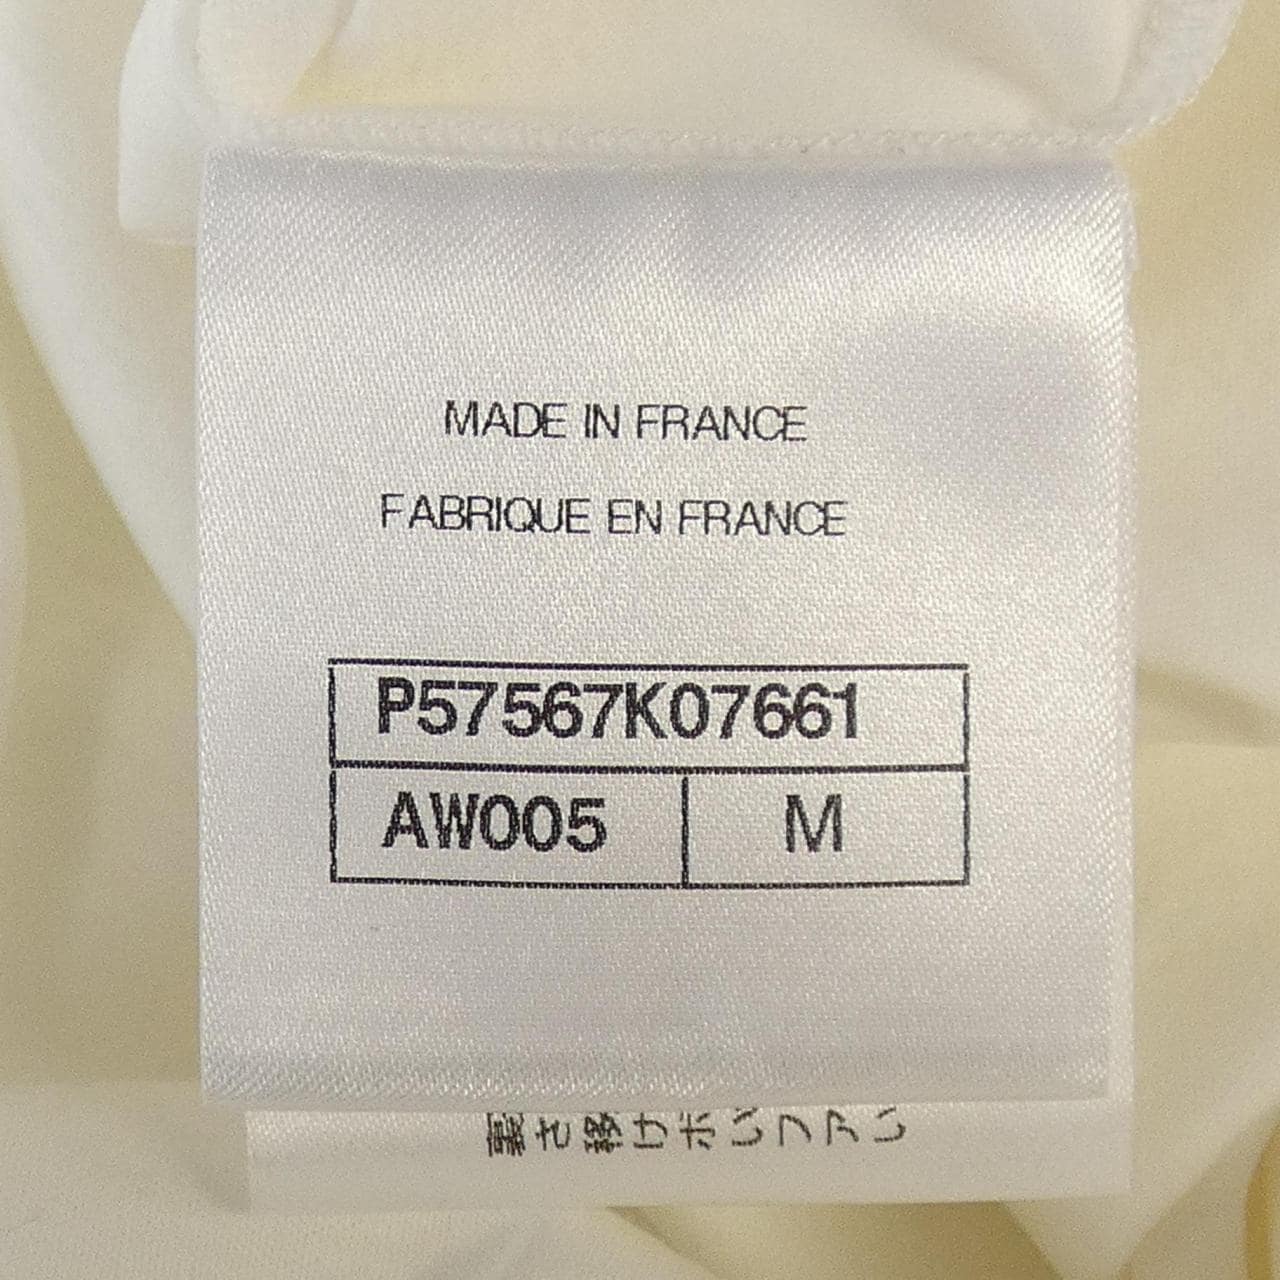 MADE IN FRANCE
FABRIQUE EN FRANCE
P57567K07661
AW005 M